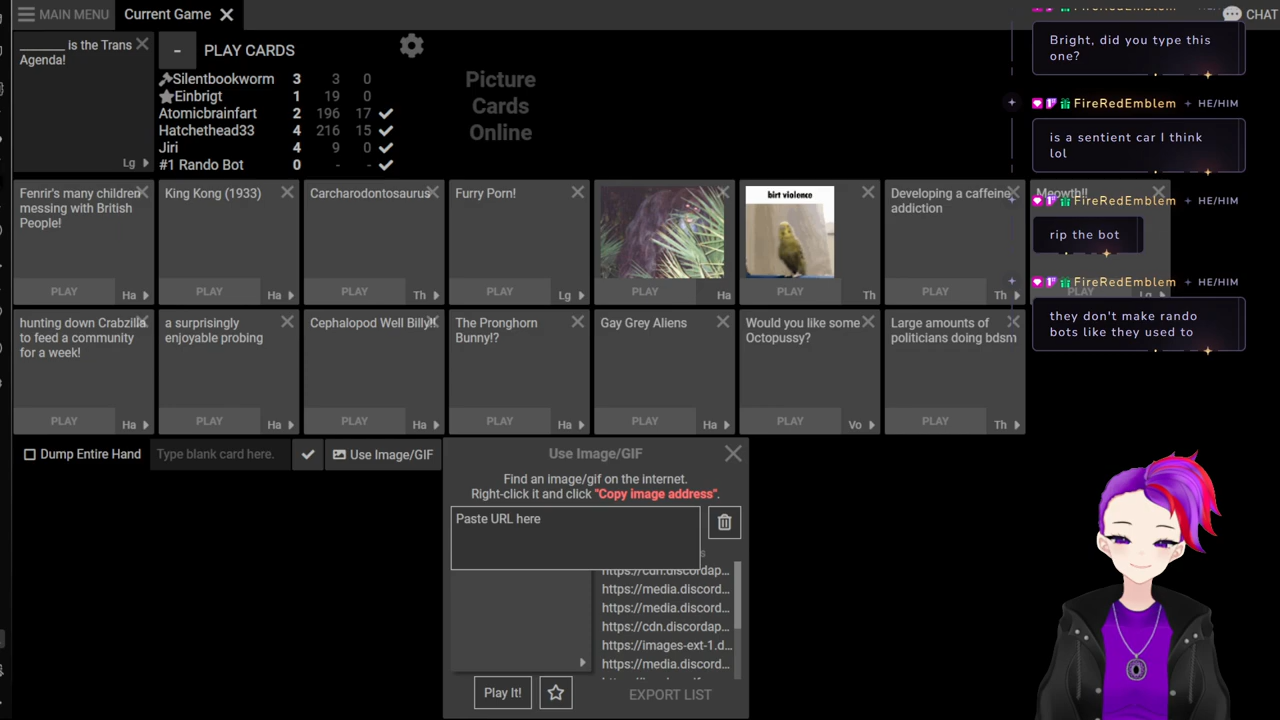 MAIN MENU
Current Game
CHAT
_______ is the Trans
Agenda!
Lg
-
PLAY CARDS
Silentbookworm 3 3 0
Einbrigt 1 19 0
Atomicbrainfart 2 196 17
Hatchethead33 4 216 15
Jiri 4 9 0
#1 Rando Bot 0 - -
Picture
Cards
Online
FireRedEmblem HE/HIM
Bright, did you type this
one?
FireRedEmblem HE/HIM
is a sentient car I think
lol
FireRedEmblem HE/HIM
rip the bot
FireRedEmblem HE/HIM
they don't make rando
bots like they used to
Fenrir's many children
messing with British
People!
PLAY Ha
King Kong (1933)
PLAY Ha
Carcharodontosaurus
PLAY Th
Furry Porn!
PLAY Lg
PLAY Ha
birt violence
PLAY Th
Developing a caffeine
addiction
PLAY Th
Meowth!!
PLAY Lg
hunting down Crabzilla
to feed a community
for a week!
PLAY Ha
a surprisingly
enjoyable probing
PLAY Ha
Cephalopod Well Billy!!
PLAY Ha
The Pronghorn
Bunny!?
PLAY Ha
Gay Grey Aliens
PLAY Ha
Would you like some
Octopussy?
PLAY Vo
Large amounts of
politicians doing bdsm
PLAY Th
Dump Entire Hand
Type blank card here.
Use Image/GIF
Use Image/GIF
Find an image/gif on the internet.
Right-click it and click "Copy image address".
Paste URL here
https://cdn.discordap...
https://media.discord...
https://media.discord...
https://cdn.discordap...
https://images-ext-1.d...
https://media.discord...
Play It!
EXPORT LIST